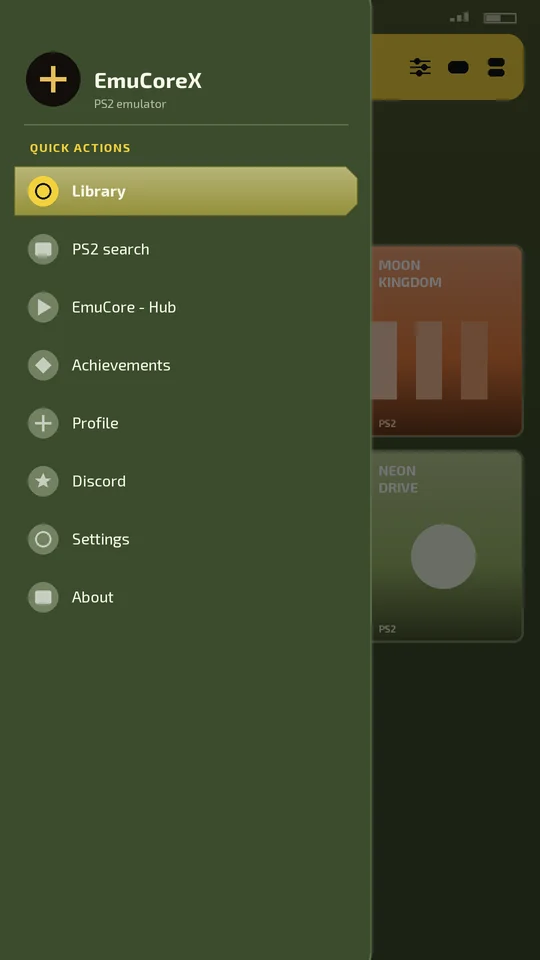 EmuCoreX
PS2 emulator
QUICK ACTIONS
Library
PS2 search
EmuCore - Hub
Achievements
Profile
Discord
Settings
About
MOON
KINGDOM
PS2
NEON
DRIVE
PS2